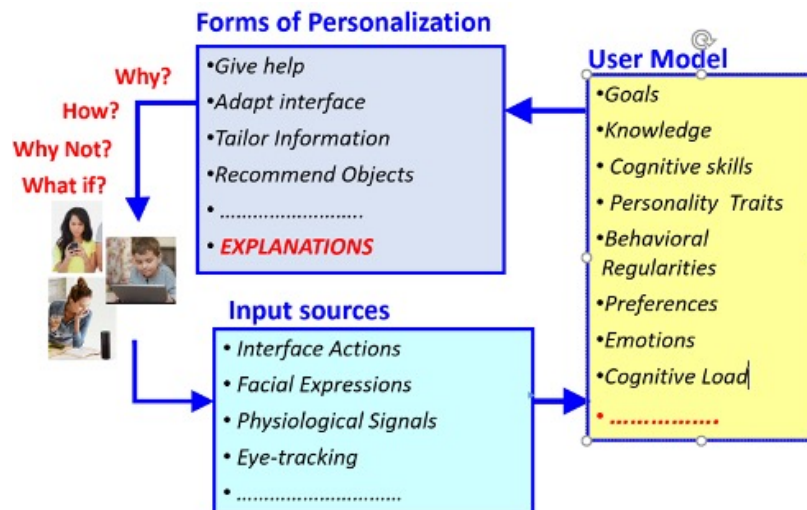 Forms of Personalization
•Give help
•Adapt interface
•Tailor Information
•Recommend Objects
• ………………………
• EXPLANATIONS
Why?
How?
Why Not?
What if?
User Model
•Goals
•Knowledge
• Cognitive skills
• Personality Traits
•Behavioral
Regularities
•Preferences
•Emotions
•Cognitive Load
• …………….
Input sources
• Interface Actions
• Facial Expressions
• Physiological Signals
• Eye-tracking
• …………………………